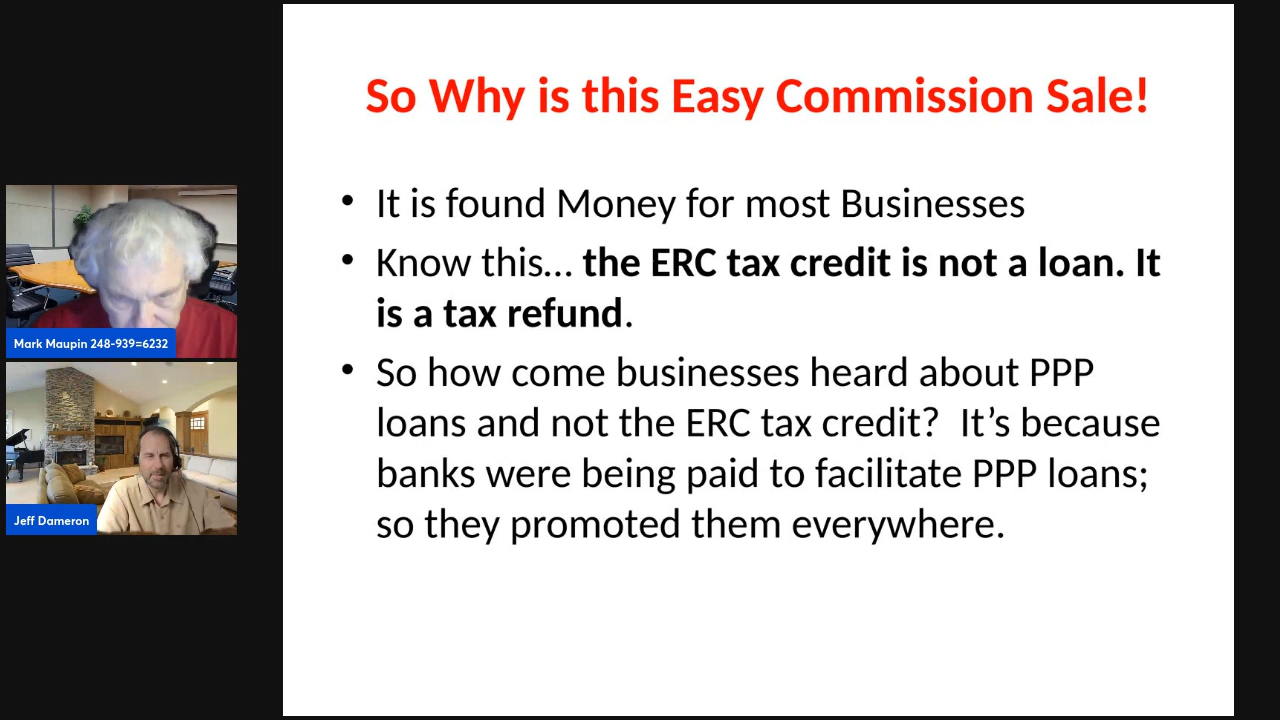 So Why is this Easy Commission Sale!
• It is found Money for most Businesses
• Know this… the ERC tax credit is not a loan. It
is a tax refund.
• So how come businesses heard about PPP
loans and not the ERC tax credit?  It’s because
banks were being paid to facilitate PPP loans;
so they promoted them everywhere.
Mark Maupin 248-939=6232
Jeff Dameron